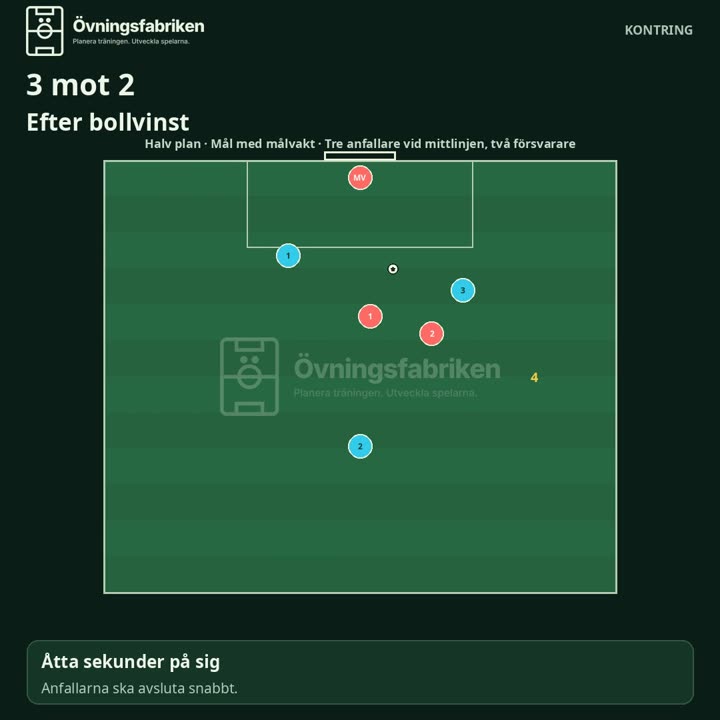 Övningsfabriken
Planera träningen. Utveckla spelarna.
KONTRING
3 mot 2
Efter bollvinst
Halv plan · Mål med målvakt · Tre anfallare vid mittlinjen, två försvarare
MV
1
3
1
2
Övningsfabriken
Planera träningen. Utveckla spelarna.
4
2
Åtta sekunder på sig
Anfallarna ska avsluta snabbt.